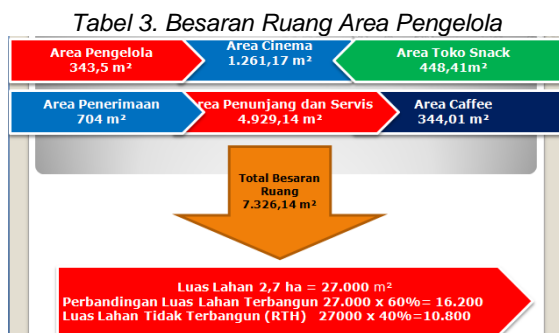 Tabel 3. Besaran Ruang Area Pengelola
Area Pengelola
343,5 m²
Area Cinema
1.261,17 m²
Area Toko Snack
448,41m²
Area Penerimaan
704 m²
rea Penunjang dan Servis
4.929,14 m²
Area Caffee
344,01 m²
Total Besaran
Ruang
7.326,14 m²
Luas Lahan 2,7 ha = 27.000 m²
Perbandingan Luas Lahan Terbangun 27.000 x 60%= 16.200
Luas Lahan Tidak Terbangun (RTH) 27000 x 40%=10.800